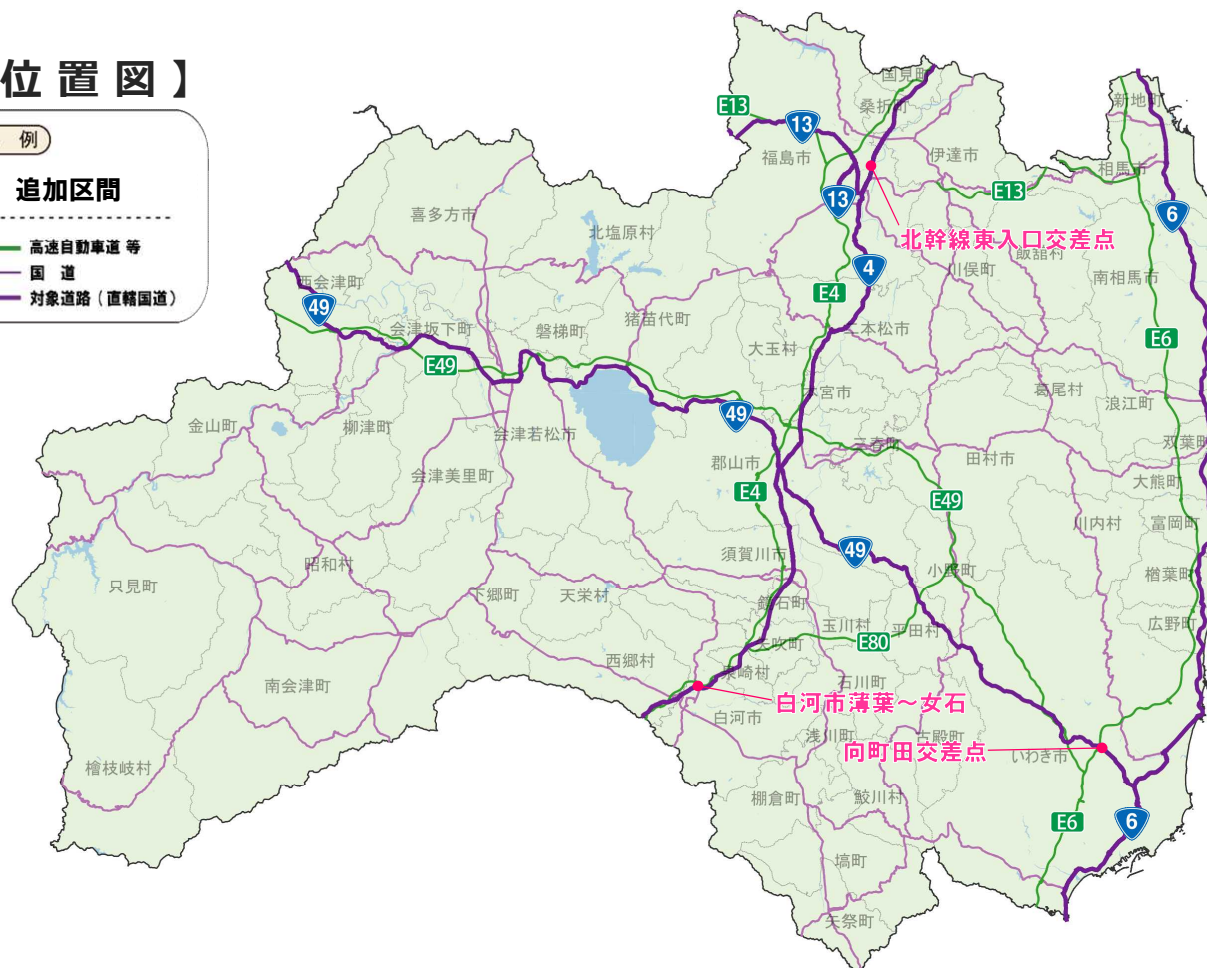 位置図】
例
追加区間
高速自動車道 等
国　道
対象道路（直轄国道）
国見町
E13
桑折町
新地町
13
福島市
伊達市
相馬市
E13
13
6
喜多方市
北塩原村
北幹線東入口交差点
飯舘村
4
川俣町
南相馬市
西会津町
E4
49
会津坂下町
磐梯町
猪苗代町
二本松市
大玉村
E6
E49
本宮市
葛尾村
浪江町
金山町
柳津町
49
会津若松市
三春町
双葉町
郡山市
田村市
会津美里町
大熊町
E4
E49
川内村
富岡町
49
須賀川市
昭和村
小野町
楢葉町
只見町
下郷町
天栄村
鏡石町
玉川村
平田村
広野町
矢吹町
E80
西郷村
泉崎村
石川町
南会津町
白河市薄葉～女石
白河市
浅川町
古殿町
向町田交差点
いわき市
檜枝岐村
棚倉町
鮫川村
E6
6
塙町
矢祭町